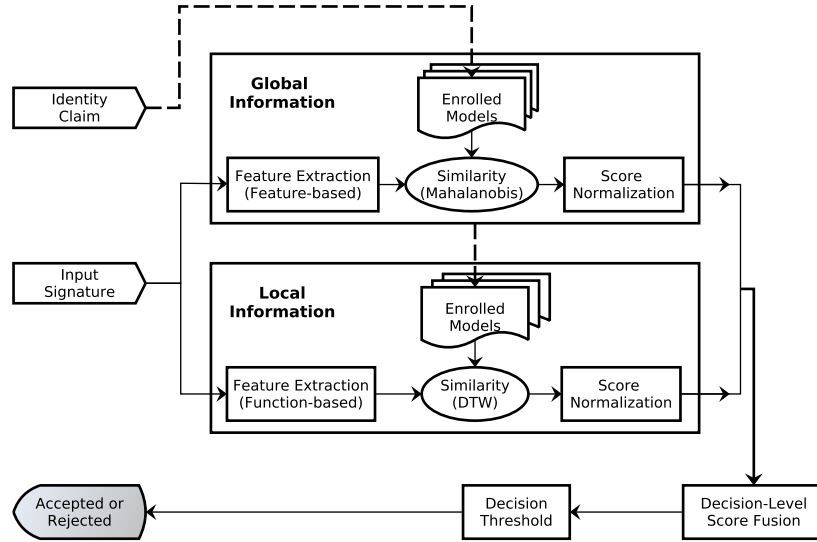 Identity
Claim
Global
Information
Enrolled
Models
Feature Extraction
(Feature-based)
Similarity
(Mahalanobis)
Score
Normalization
Input
Signature
Local
Information
Enrolled
Models
Feature Extraction
(Function-based)
Similarity
(DTW)
Score
Normalization
Accepted or
Rejected
Decision
Threshold
Decision-Level
Score Fusion